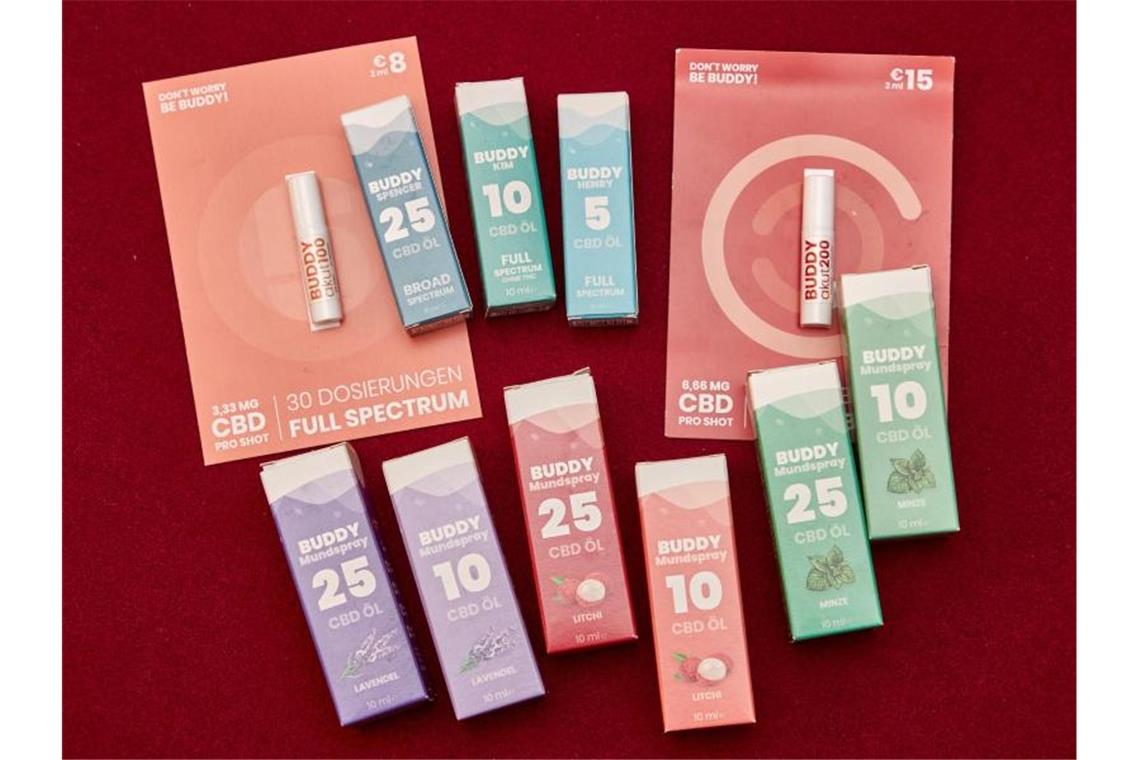 DON'T WORRY
BE BUDDY!
€
2 ml 8
BUDDY
akut100
3,33 MG
CBD
PRO SHOT
30 DOSIERUNGEN
FULL SPECTRUM
BUDDY
SPENCER
25
CBD ÖL
BROAD
SPECTRUM
BUDDY
KIM
10
CBD ÖL
FULL
SPECTRUM
OHNE THC
10 ml
BUDDY
HENRY
5
CBD ÖL
FULL
SPECTRUM
DON'T WORRY
BE BUDDY!
€
2 ml 15
BUDDY
akut200
6,66 MG
CBD
PRO SHOT
BUDDY
Mundspray
10
CBD ÖL
MINZE
10 ml
BUDDY
Mundspray
25
CBD ÖL
MINZE
10 ml
BUDDY
Mundspray
25
CBD ÖL
LAVENDEL
10 ml
BUDDY
Mundspray
10
CBD ÖL
LAVENDEL
10 ml
BUDDY
Mundspray
25
CBD ÖL
LITCHI
10 ml
BUDDY
Mundspray
10
CBD ÖL
LITCHI
10 ml